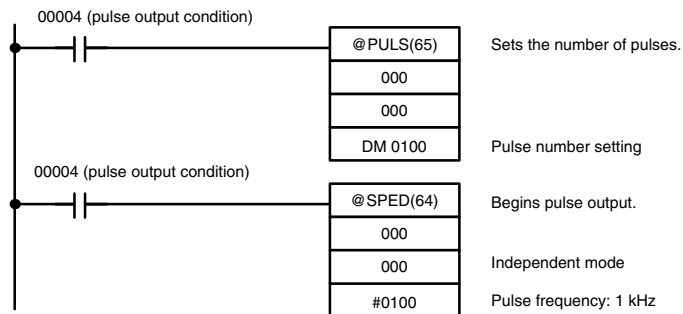 00004 (pulse output condition)
@PULS(65) Sets the number of pulses.
000
000
DM 0100 Pulse number setting
00004 (pulse output condition)
@SPED(64) Begins pulse output.
000
000 Independent mode
#0100 Pulse frequency: 1 kHz